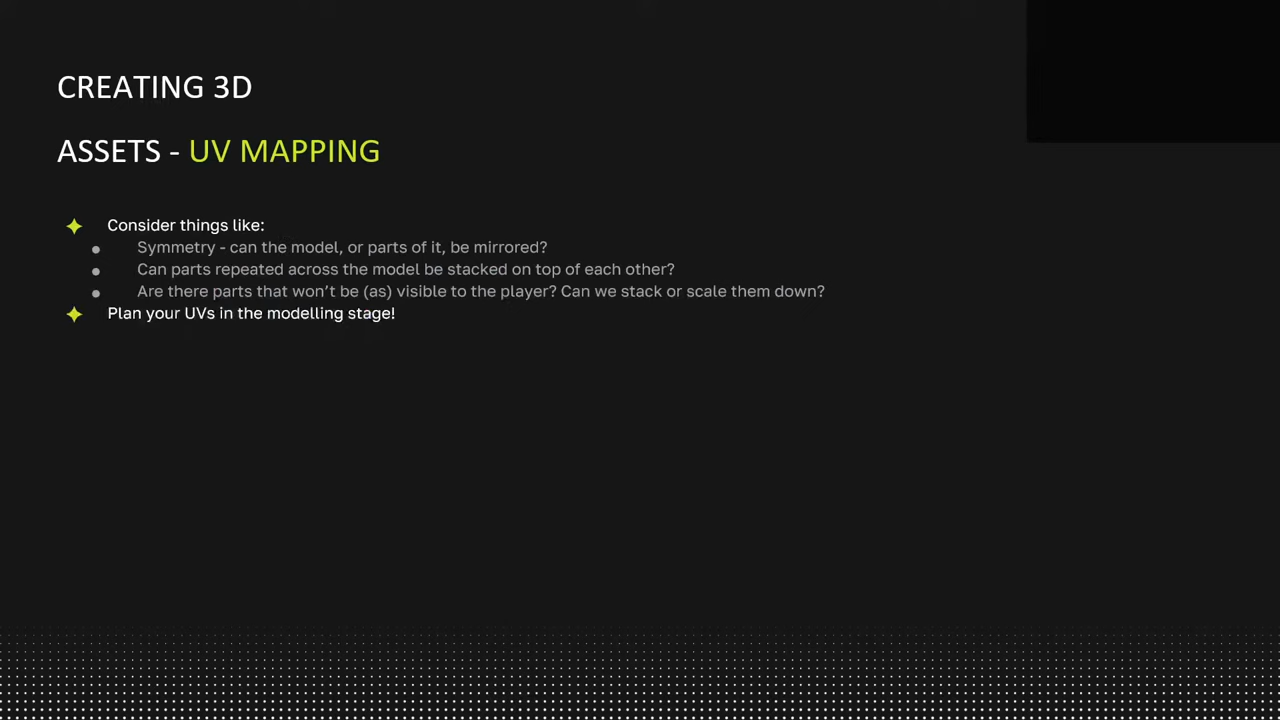 CREATING 3D
ASSETS - UV MAPPING
Consider things like:
Symmetry - can the model, or parts of it, be mirrored?
Can parts repeated across the model be stacked on top of each other?
Are there parts that won’t be (as) visible to the player? Can we stack or scale them down?
Plan your UVs in the modelling stage!